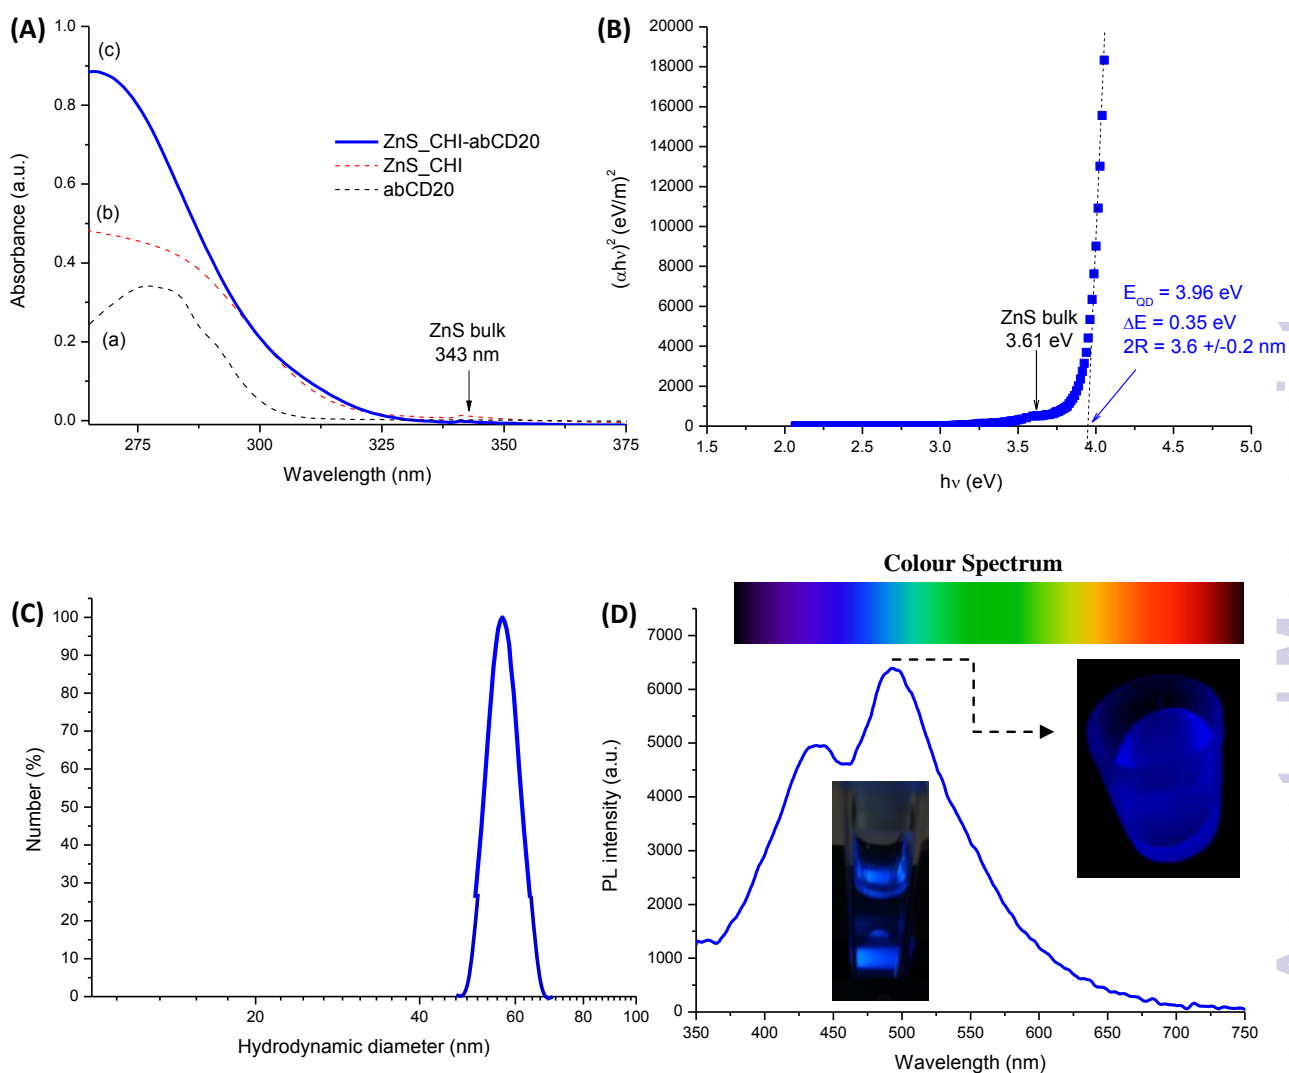 (A)
1.0
0.8
0.6
0.4
0.2
0.0
Absorbance (a.u.)
(c)
(b)
(a)
ZnS_CHI-abCD20
ZnS_CHI
abCD20
ZnS bulk
343 nm
275 300 325 350 375
Wavelength (nm)
(B)
20000
18000
16000
14000
12000
10000
8000
6000
4000
2000
0
(αhν)² (eV/m)²
ZnS bulk
3.61 eV
E_QD = 3.96 eV
ΔE = 0.35 eV
2R = 3.6 +/-0.2 nm
1.5 2.0 2.5 3.0 3.5 4.0 4.5 5.0
hν (eV)
(C)
100
90
80
70
60
50
40
30
20
10
0
Number (%)
20 40 60 80 100
Hydrodynamic diameter (nm)
Colour Spectrum
(D)
7000
6000
5000
4000
3000
2000
1000
0
PL intensity (a.u.)
350 400 450 500 550 600 650 700 750
Wavelength (nm)